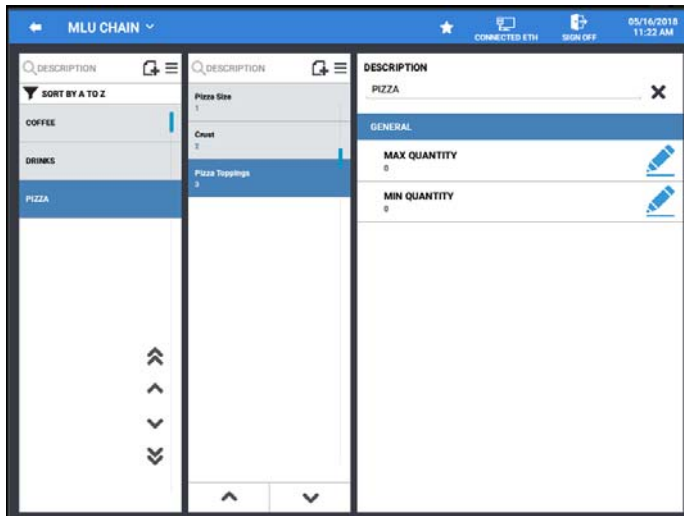 MLU CHAIN
CONNECTED ETH
SIGN OFF
05/16/2018
11:22 AM
DESCRIPTION
SORT BY A TO Z
COFFEE
DRINKS
PIZZA
DESCRIPTION
Pizza Size
1
Crust
2
Pizza Toppings
3
DESCRIPTION
PIZZA
GENERAL
MAX QUANTITY
0
MIN QUANTITY
0